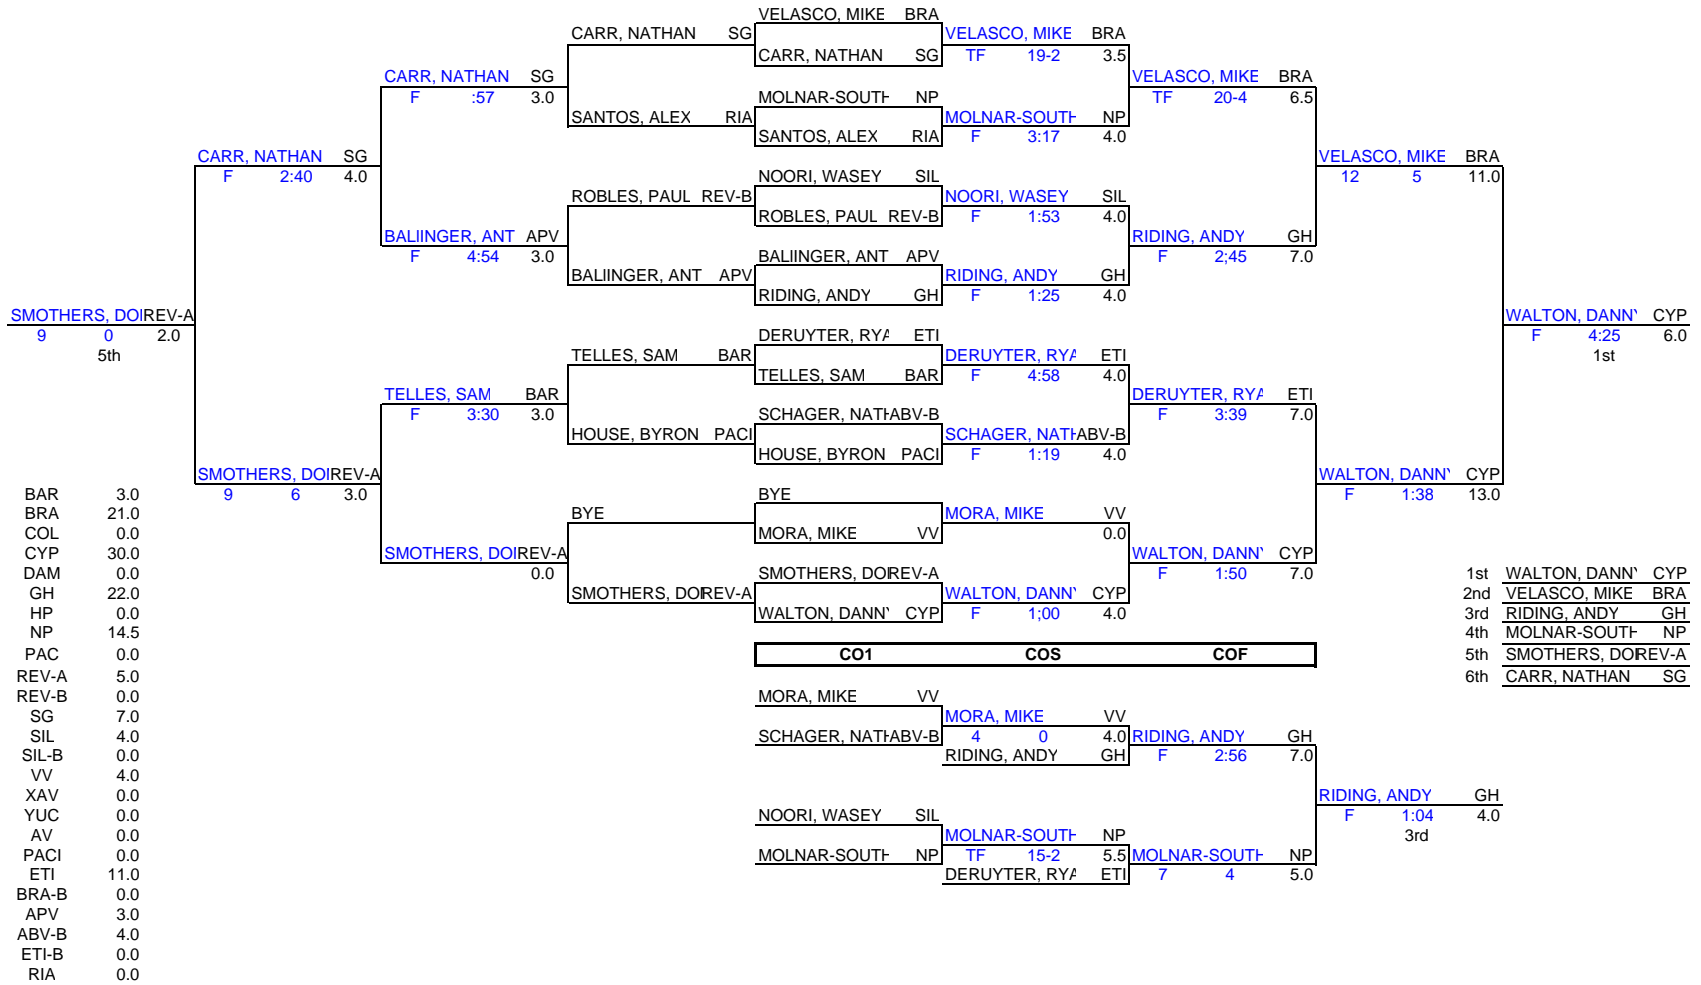 VELASCO, MIKE BRA
CARR, NATHAN SG VELASCO, MIKE BRA
CARR, NATHAN SG TF 19-2 3.5
CARR, NATHAN SG VELASCO, MIKE BRA
F :57 3.0 MOLNAR-SOUTH NP TF 20-4 6.5
SANTOS, ALEX RIA MOLNAR-SOUTH NP
SANTOS, ALEX RIA F 3:17 4.0
CARR, NATHAN SG VELASCO, MIKE BRA
F 2:40 4.0 NOORI, WASEY SIL 12 5 11.0
ROBLES, PAUL REV-B NOORI, WASEY SIL
ROBLES, PAUL REV-B F 1:53 4.0
BALIINGER, ANT APV RIDING, ANDY GH
F 4:54 3.0 BALIINGER, ANT APV F 2;45 7.0
BALIINGER, ANT APV RIDING, ANDY GH
RIDING, ANDY GH F 1:25 4.0
SMOTHERS, DOI REV-A WALTON, DANNY CYP
9 0 2.0 DERUYTER, RYA ETI F 4:25 6.0
5th TELLES, SAM BAR DERUYTER, RYA ETI 1st
TELLES, SAM BAR F 4:58 4.0
TELLES, SAM BAR DERUYTER, RYA ETI
F 3:30 3.0 SCHAGER, NATH ABV-B F 3:39 7.0
HOUSE, BYRON PACI SCHAGER, NATH ABV-B
HOUSE, BYRON PACI F 1:19 4.0
SMOTHERS, DOI REV-A WALTON, DANNY CYP
BAR 3.0 9 6 3.0 BYE F 1:38 13.0
BRA 21.0 BYE MORA, MIKE VV
COL 0.0 MORA, MIKE VV 0.0
CYP 30.0 SMOTHERS, DOI REV-A WALTON, DANNY CYP
DAM 0.0 0.0 SMOTHERS, DOI REV-A F 1:50 7.0 1st WALTON, DANNY CYP
GH 22.0 SMOTHERS, DOI REV-A WALTON, DANNY CYP 2nd VELASCO, MIKE BRA
HP 0.0 WALTON, DANNY CYP F 1;00 4.0 3rd RIDING, ANDY GH
NP 14.5 4th MOLNAR-SOUTH NP
PAC 0.0 CO1 COS COF 5th SMOTHERS, DOI REV-A
REV-A 5.0 6th CARR, NATHAN SG
REV-B 0.0 MORA, MIKE VV
SG 7.0 MORA, MIKE VV
SIL 4.0 SCHAGER, NATH ABV-B 4 0 4.0 RIDING, ANDY GH
SIL-B 0.0 RIDING, ANDY GH F 2:56 7.0
VV 4.0
XAV 0.0 RIDING, ANDY GH
YUC 0.0 NOORI, WASEY SIL F 1:04 4.0
AV 0.0 MOLNAR-SOUTH NP 3rd
PACI 0.0 MOLNAR-SOUTH NP TF 15-2 5.5 MOLNAR-SOUTH NP
ETI 11.0 DERUYTER, RYA ETI 7 4 5.0
BRA-B 0.0
APV 3.0
ABV-B 4.0
ETI-B 0.0
RIA 0.0